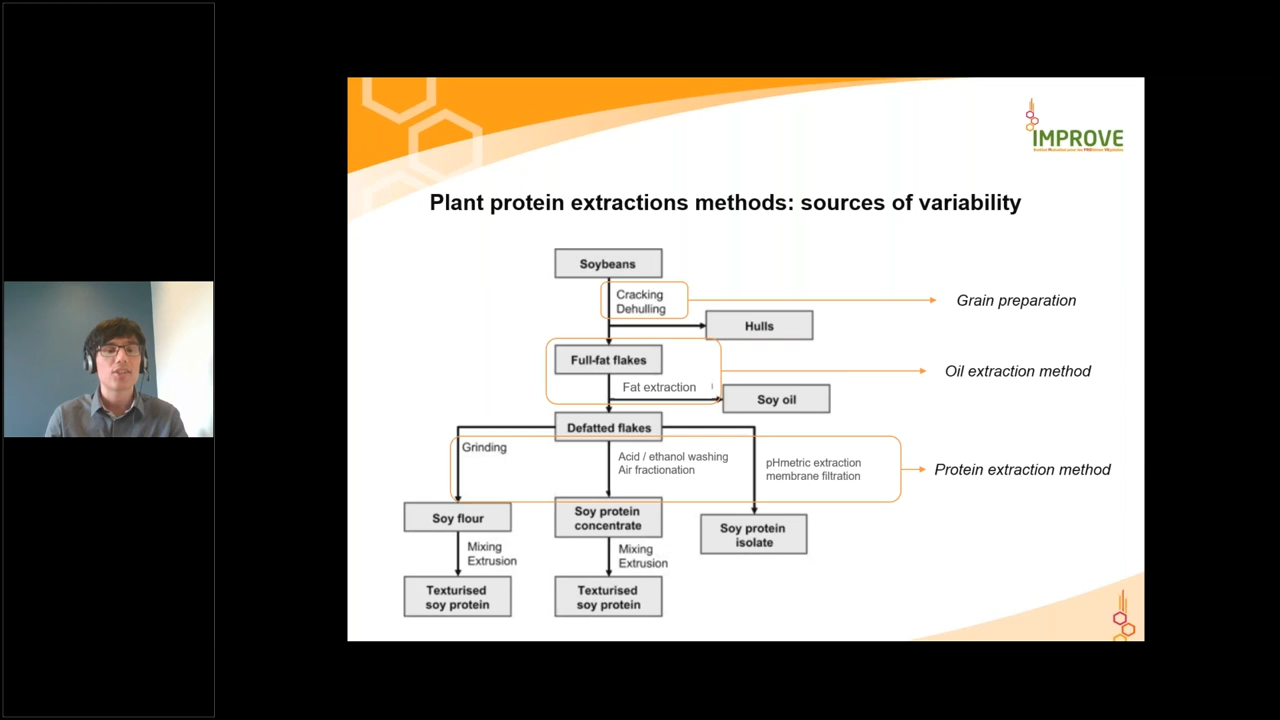 IMPROVE
Plant protein extractions methods: sources of variability
Soybeans
Cracking
Dehulling
Grain preparation
Hulls
Full-fat flakes
Fat extraction
Oil extraction method
Soy oil
Defatted flakes
Grinding
Acid / ethanol washing
Air fractionation
pHmetric extraction
membrane filtration
Protein extraction method
Soy flour
Soy protein
concentrate
Soy protein
isolate
Mixing
Extrusion
Mixing
Extrusion
Texturised
soy protein
Texturised
soy protein